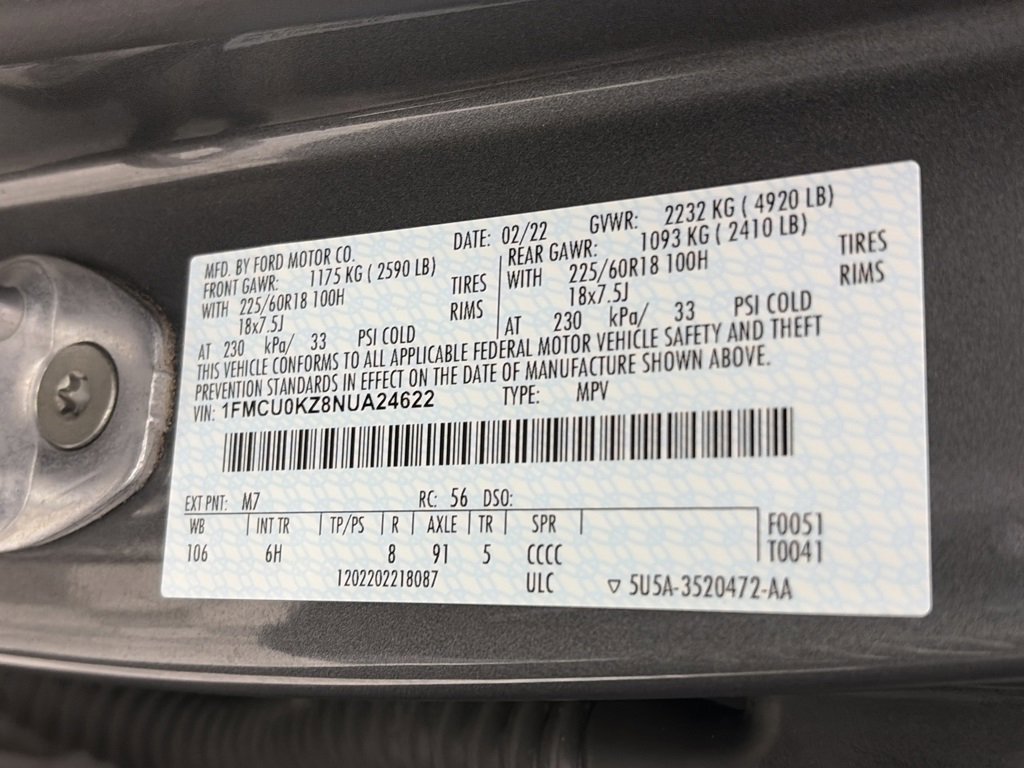 MFD. BY FORD MOTOR CO. DATE: 02/22 GVWR: 2232 KG ( 4920 LB)
FRONT GAWR: 1175 KG ( 2590 LB) REAR GAWR: 1093 KG ( 2410 LB)
WITH 225/60R18 100H TIRES WITH 225/60R18 100H TIRES
18x7.5J RIMS 18x7.5J RIMS
AT 230 kPa/ 33 PSI COLD AT 230 kPa/ 33 PSI COLD
THIS VEHICLE CONFORMS TO ALL APPLICABLE FEDERAL MOTOR VEHICLE SAFETY AND THEFT
PREVENTION STANDARDS IN EFFECT ON THE DATE OF MANUFACTURE SHOWN ABOVE.
VIN: 1FMCU0KZ8NUA24622 TYPE: MPV
EXT PNT: M7 RC: 56 DSO:
WB INT TR TP/PS R AXLE TR SPR F0051
106 6H 8 91 5 CCCC T0041
1202202218087 ULC ▽ 5U5A-3520472-AA